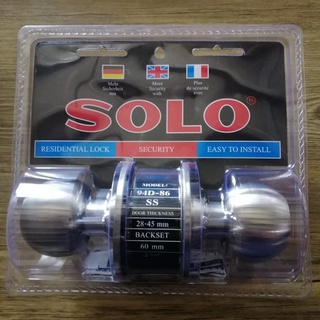 Mehr
Sicherheit
mit
More
Security
with
Plus
de sécurité
avec
SOLO
RESIDENTIAL LOCK
SECURITY
EASY TO INSTALL
MODEL:
94D-86
SS
DOOR THICKNESS
28-45 mm
BACKSET
60 mm